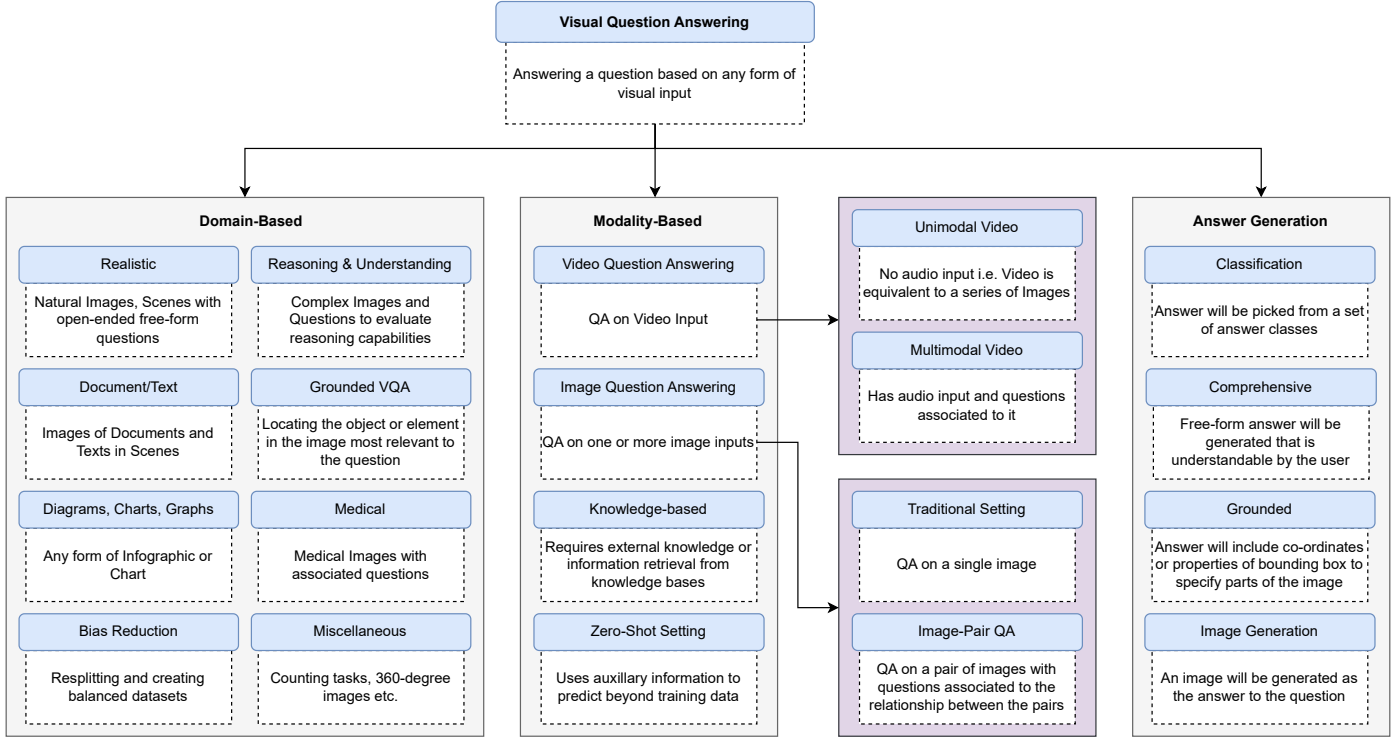 Visual Question Answering
Answering a question based on any form of
visual input
Domain-Based
Realistic
Natural Images, Scenes with
open-ended free-form
questions
Reasoning & Understanding
Complex Images and
Questions to evaluate
reasoning capabilities
Document/Text
Images of Documents and
Texts in Scenes
Grounded VQA
Locating the object or element
in the image most relevant to
the question
Diagrams, Charts, Graphs
Any form of Infographic or
Chart
Medical
Medical Images with
associated questions
Bias Reduction
Resplitting and creating
balanced datasets
Miscellaneous
Counting tasks, 360-degree
images etc.
Modality-Based
Video Question Answering
QA on Video Input
Image Question Answering
QA on one or more image inputs
Knowledge-based
Requires external knowledge or
information retrieval from
knowledge bases
Zero-Shot Setting
Uses auxillary information to
predict beyond training data
Unimodal Video
No audio input i.e. Video is
equivalent to a series of Images
Multimodal Video
Has audio input and questions
associated to it
Traditional Setting
QA on a single image
Image-Pair QA
QA on a pair of images with
questions associated to the
relationship between the pairs
Answer Generation
Classification
Answer will be picked from a set
of answer classes
Comprehensive
Free-form answer will be
generated that is
understandable by the user
Grounded
Answer will include co-ordinates
or properties of bounding box to
specify parts of the image
Image Generation
An image will be generated as
the answer to the question